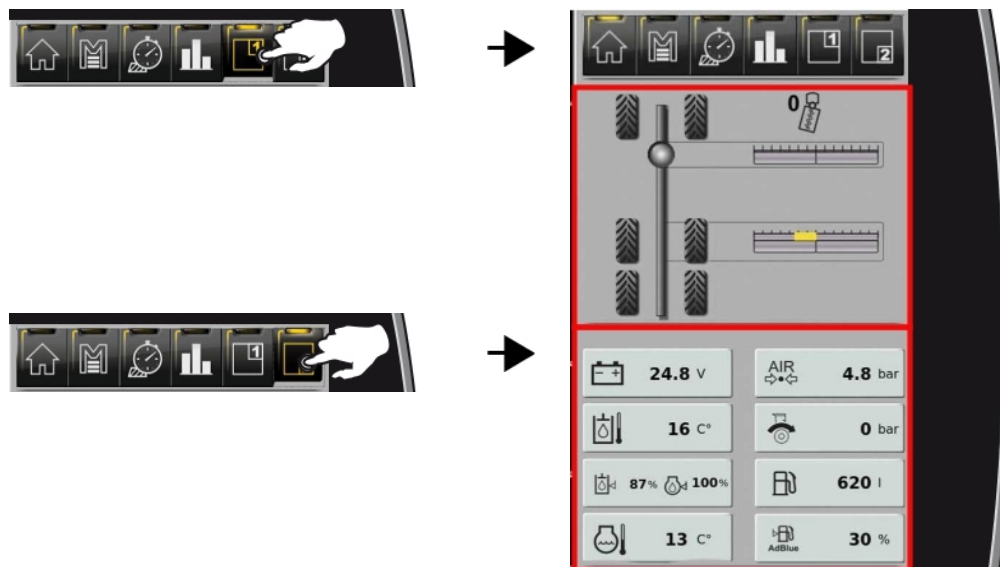 1
1
2
0
24.8 V
AIR
4.8 bar
16 C°
0 bar
87% 100%
620 l
13 C°
AdBlue
30 %
1